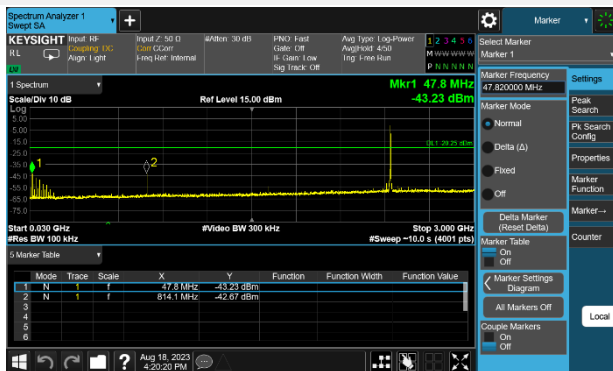 Spectrum Analyzer 1
Swept SA
Marker
KEYSIGHT
RL
Input: RF
Coupling: DC
Align: Light
Input Z: 50 Ω
Corr CCorr
Freq Ref: Internal
#Atten: 30 dB
PNO: Fast
Gate: Off
IF Gain: Low
Sig Track: Off
Avg Type: Log-Power
Avg|Hold: 4/50
Trig: Free Run
1 2 3 4 5 6
M W W W W W
P N N N N N
Select Marker
Marker 1
1 Spectrum
Mkr1 47.8 MHz
Scale/Div 10 dB
Ref Level 15.00 dBm
-43.23 dBm
Log
5.00
-5.00
-15.0
-25.0
-35.0
-45.0
-55.0
-65.0
-75.0
1
2
Start 0.030 GHz
#Video BW 300 kHz
Stop 3.000 GHz
#Res BW 100 kHz
#Sweep ~10.0 s (4001 pts)
5 Marker Table
Mode Trace Scale X Y Function Function Width Function Value
1 N 1 f 47.8 MHz -43.23 dBm
2 N 1 f 814.1 MHz -42.67 dBm
3
4
5
6
Marker Frequency
47.820000 MHz
Marker Mode
Normal
Delta (Δ)
Fixed
Off
Delta Marker
(Reset Delta)
Marker Table
On
Off
Marker Settings
Diagram
All Markers Off
Couple Markers
On
Off
Settings
Peak
Search
Pk Search
Config
Properties
Marker
Function
Marker→
Counter
Local
?
Aug 18, 2023
4:20:20 PM